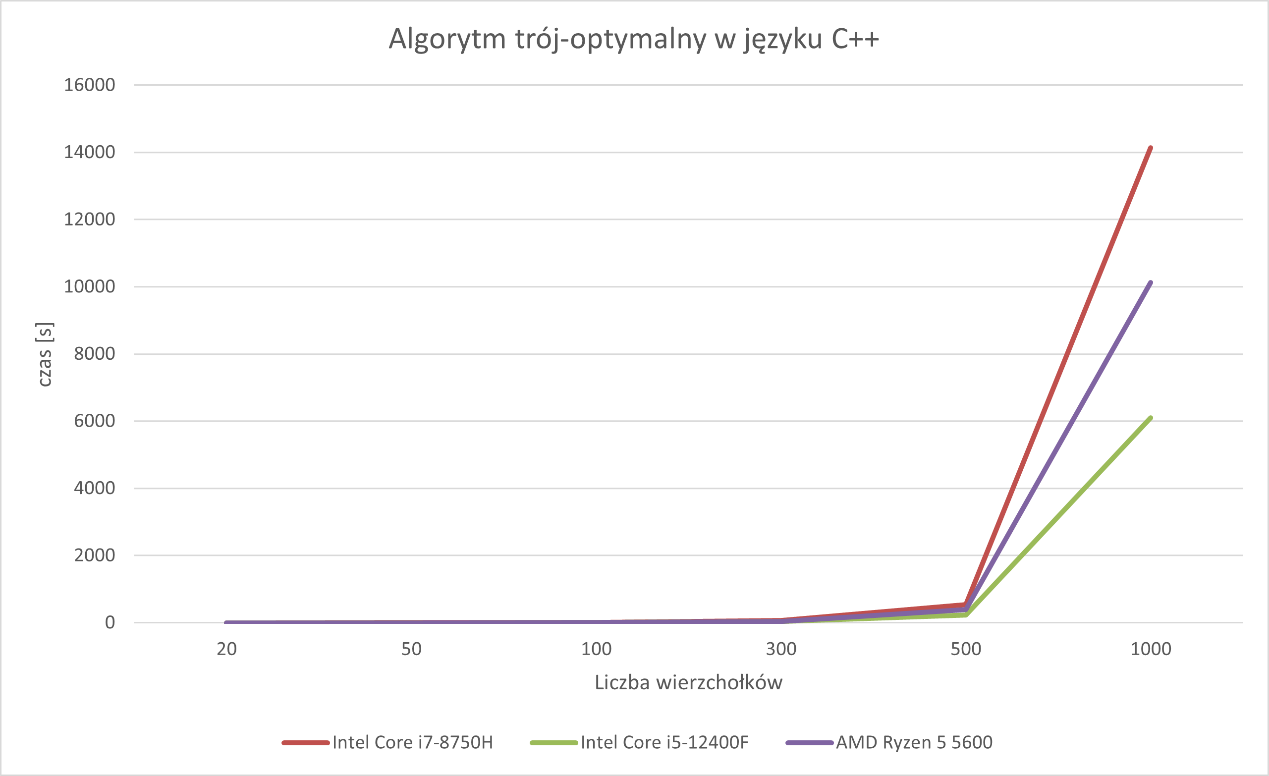 Algorytm trój-optymalny w języku C++
16000
14000
12000
10000
8000
6000
4000
2000
0
czas [s]
20 50 100 300 500 1000
Liczba wierzchołków
Intel Core i7-8750H Intel Core i5-12400F AMD Ryzen 5 5600